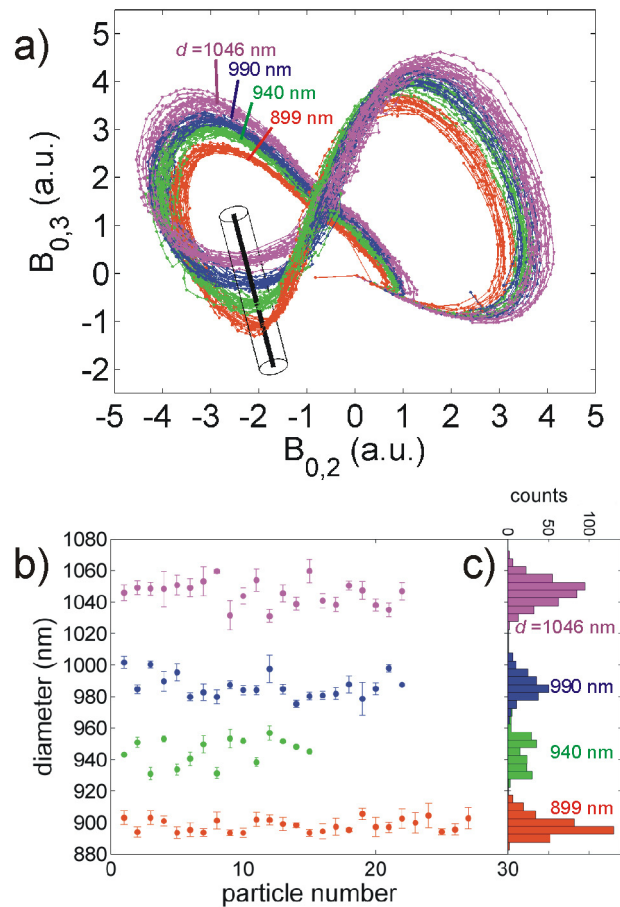 a)
5
4
3
2
1
0
-1
-2
B0,3 (a.u.)
d=1046 nm
990 nm
940 nm
899 nm
-5 -4 -3 -2 -1 0 1 2 3 4 5
B0,2 (a.u.)
counts
0 50 100
b)
c)
1080
1060
1040
1020
1000
980
960
940
920
900
880
diameter (nm)
d=1046 nm
990 nm
940 nm
899 nm
0 10 20 30
particle number